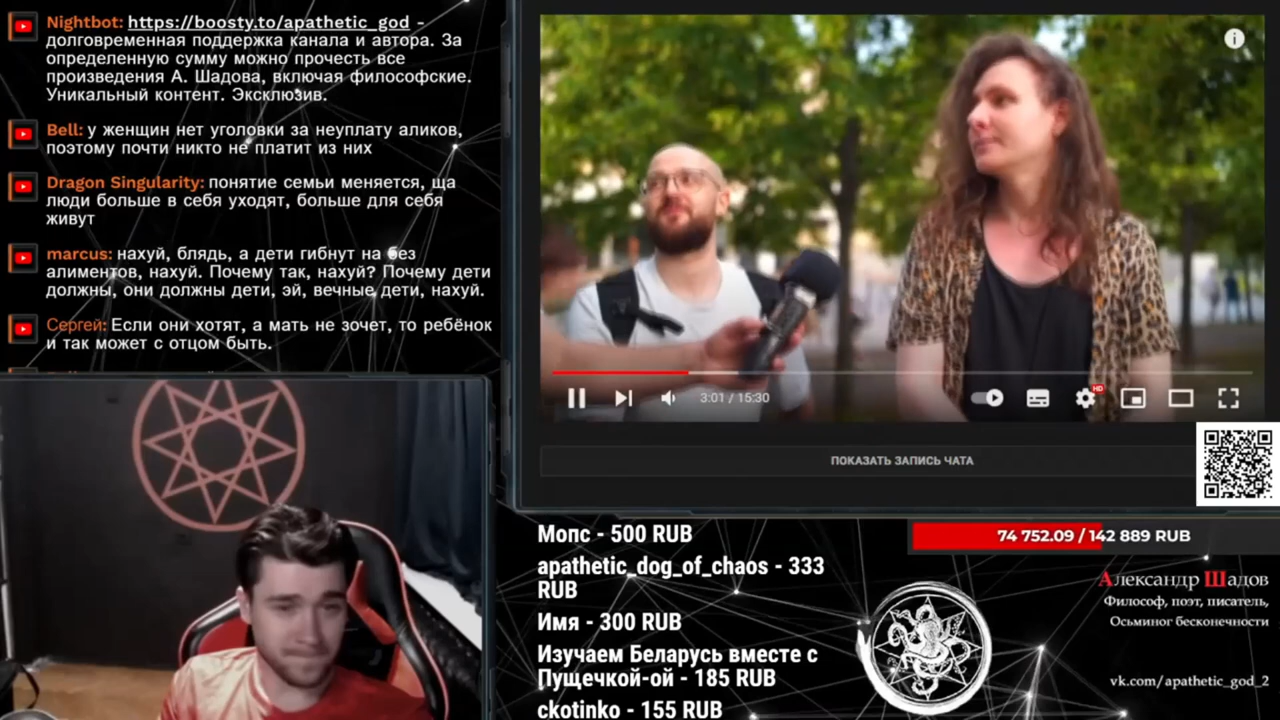 Nightbot: https://boosty.to/apathetic_god -
долговременная поддержка канала и автора. За
определенную сумму можно прочесть все
произведения А. Шадова, включая философские.
Уникальный контент. Эксклюзив.
Bell: у женщин нет уголовки за неуплату аликов,
поэтому почти никто не платит из них
Dragon Singularity: понятие семьи меняется, ща
люди больше в себя уходят, больше для себя
живут
marcus: нахуй, блядь, а дети гибнут на без
алиментов, нахуй. Почему так, нахуй? Почему дети
должны, они должны дети, эй, вечные дети, нахуй.
Сергей: Если они хотят, а мать не зочет, то ребёнок
и так может с отцом быть.
3:01 / 15:30
HD
ПОКАЗАТЬ ЗАПИСЬ ЧАТА
Мопс - 500 RUB
apathetic_dog_of_chaos - 333
RUB
Имя - 300 RUB
Изучаем Беларусь вместе с
Пущечкой-ой - 185 RUB
ckotinko - 155 RUB
74 752.09 / 142 889 RUB
Александр Шадов
Философ, поэт, писатель,
Осьминог бесконечности
vk.com/apathetic_god_2